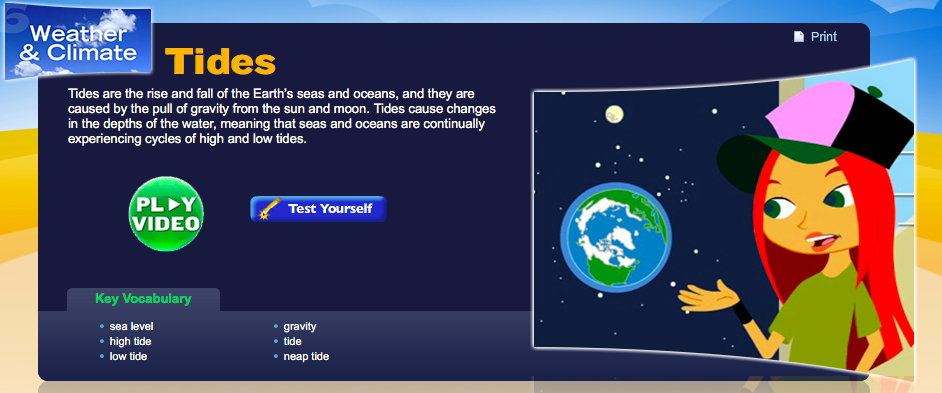 Weather
& Climate
Print
Tides
Tides are the rise and fall of the Earth's seas and oceans, and they are
caused by the pull of gravity from the sun and moon. Tides cause changes
in the depths of the water, meaning that seas and oceans are continually
experiencing cycles of high and low tides.
PLAY
VIDEO
Test Yourself
Key Vocabulary
sea level
high tide
low tide
gravity
tide
neap tide